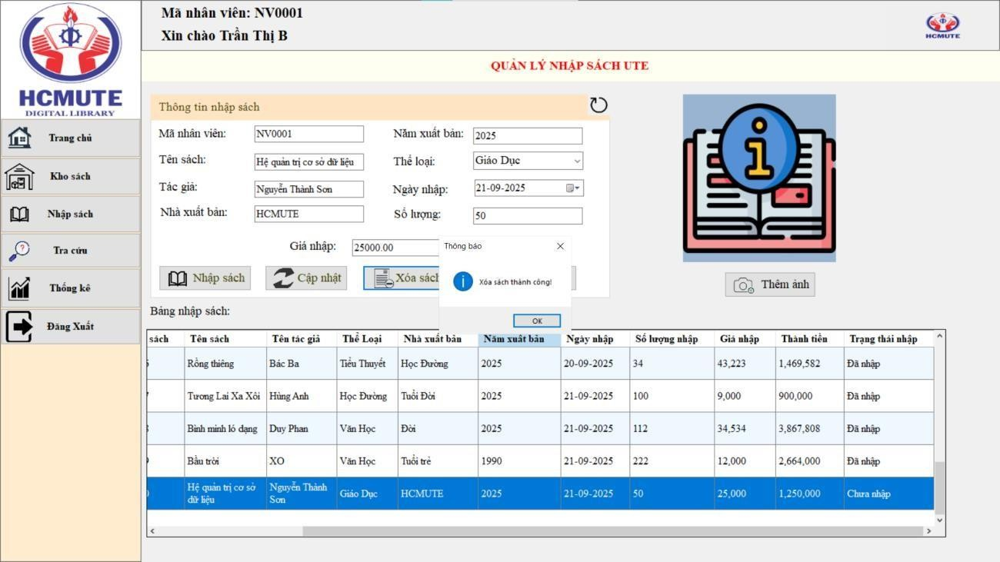 HCMUTE
DIGITAL LIBRARY
Mã nhân viên: NV0001
Xin chào Trần Thị B
HCMUTE
QUẢN LÝ NHẬP SÁCH UTE
Trang chủ
Kho sách
Nhập sách
Tra cứu
Thống kê
Đăng Xuất
Thông tin nhập sách
Mã nhân viên: NV0001 Năm xuất bản: 2025
Tên sách: Hệ quản trị cơ sở dữ liệu Thể loại: Giáo Dục
Tác giả: Nguyễn Thành Sơn Ngày nhập: 21-09-2025
Nhà xuất bản: HCMUTE Số lượng: 50
Giá nhập: 25000.00
Nhập sách Cập nhật Xóa sách
Thêm ảnh
Thông báo
Xóa sách thành công!
OK
Bảng nhập sách:
sách Tên sách Tên tác giả Thể Loại Nhà xuất bản Năm xuất bản Ngày nhập Số lượng nhập Giá nhập Thành tiền Trạng thái nhập
Rồng thiêng Bác Ba Tiểu Thuyết Học Đường 2025 20-09-2025 34 43,223 1,469,582 Đã nhập
Tương Lai Xa Xôi Hùng Anh Học Đường Tuổi Đời 2025 21-09-2025 100 9,000 900,000 Đã nhập
Bình minh ló dạng Duy Phan Văn Học Đời 2025 21-09-2025 112 34,534 3,867,808 Đã nhập
Bầu trời XO Văn Học Tuổi trẻ 1990 21-09-2025 222 12,000 2,664,000 Đã nhập
Hệ quản trị cơ sở dữ liệu Nguyễn Thành Sơn Giáo Dục HCMUTE 2025 21-09-2025 50 25,000 1,250,000 Chưa nhập